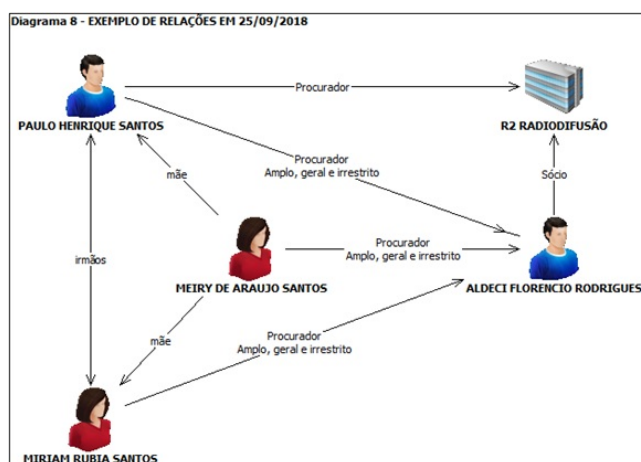 Diagrama 8 - EXEMPLO DE RELAÇÕES EM 25/09/2018
Procurador
PAULO HENRIQUE SANTOS
R2 RADIODIFUSÃO
Procurador
Amplo, geral e irrestrito
mãe
Sócio
irmãos
Procurador
Amplo, geral e irrestrito
MEIRY DE ARAUJO SANTOS
ALDECI FLORENCIO RODRIGUES
mãe
Procurador
Amplo, geral e irrestrito
MIRIAM RUBIA SANTOS